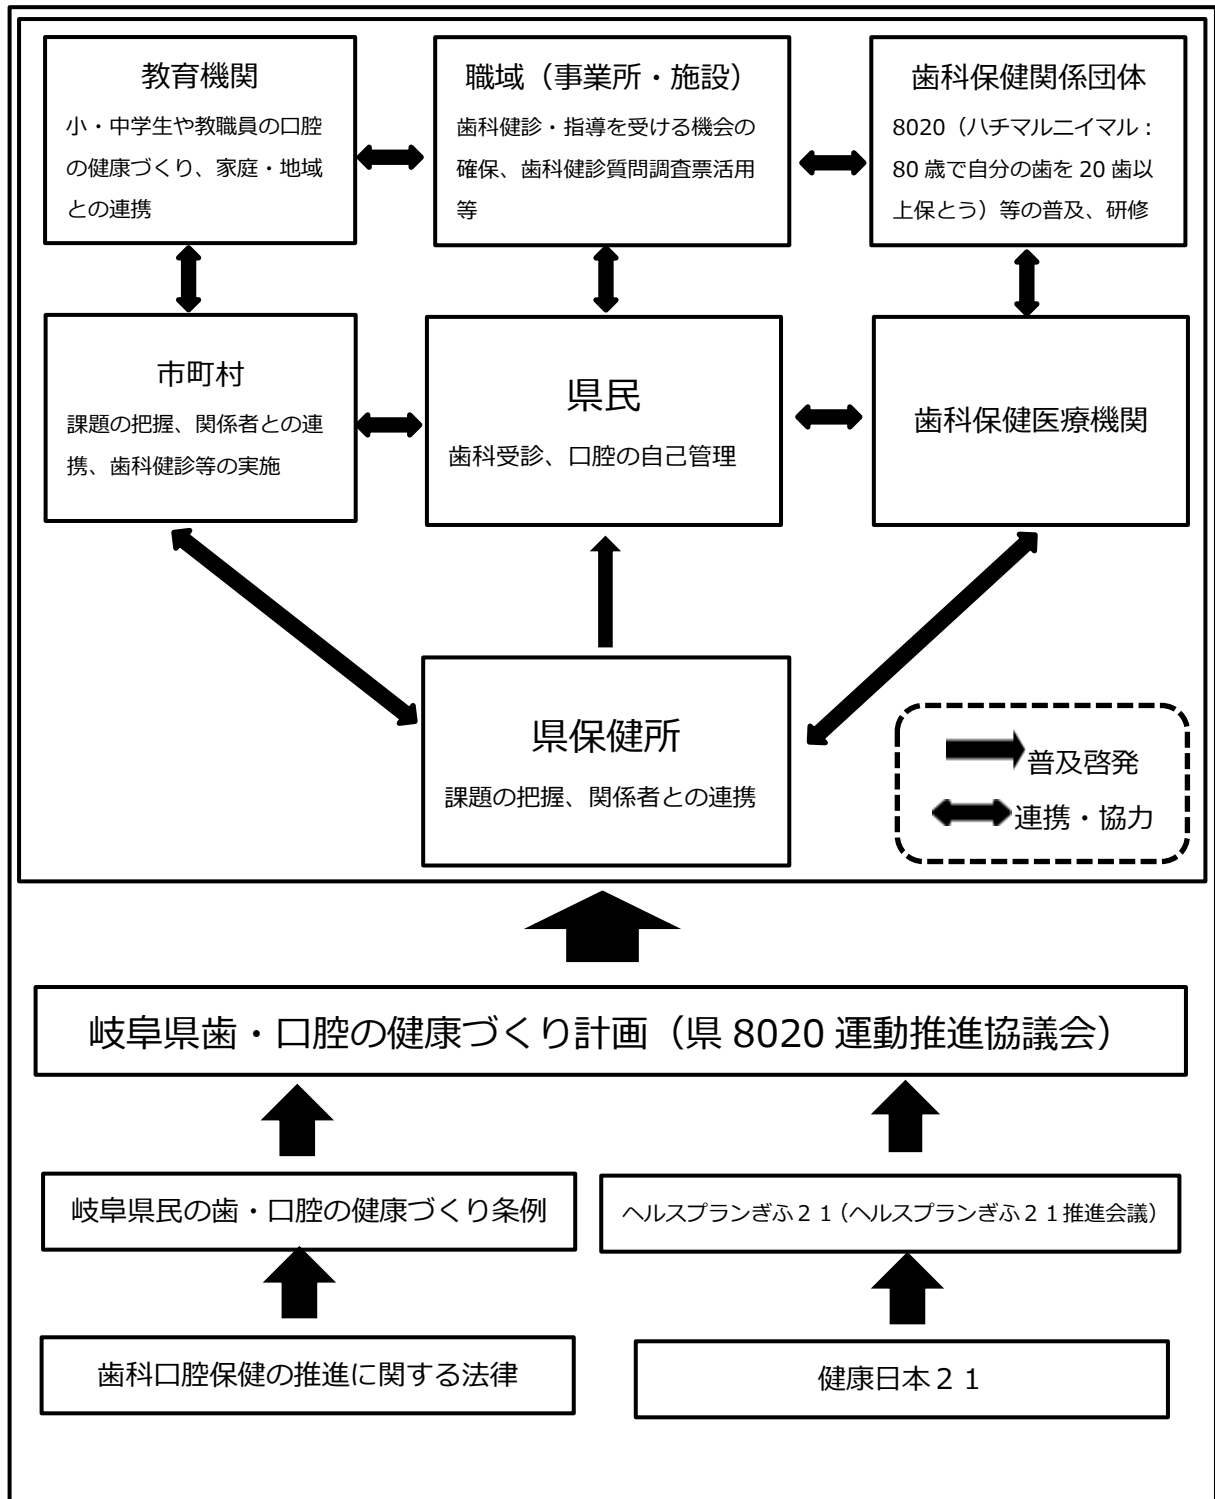 教育機関
小・中学生や教職員の口腔
の健康づくり、家庭・地域
との連携
職域（事業所・施設）
歯科健診・指導を受ける機会の
確保、歯科健診質問調査票活用
等
歯科保健関係団体
8020（ハチマルニイマル：
80 歳で自分の歯を 20 歯以
上保とう）等の普及、研修
市町村
課題の把握、関係者との連
携、歯科健診等の実施
県民
歯科受診、口腔の自己管理
歯科保健医療機関
県保健所
課題の把握、関係者との連携
普及啓発
連携・協力
岐阜県歯・口腔の健康づくり計画（県 8020 運動推進協議会）
岐阜県民の歯・口腔の健康づくり条例
ヘルスプランぎふ２１（ヘルスプランぎふ２１推進会議）
歯科口腔保健の推進に関する法律
健康日本２１